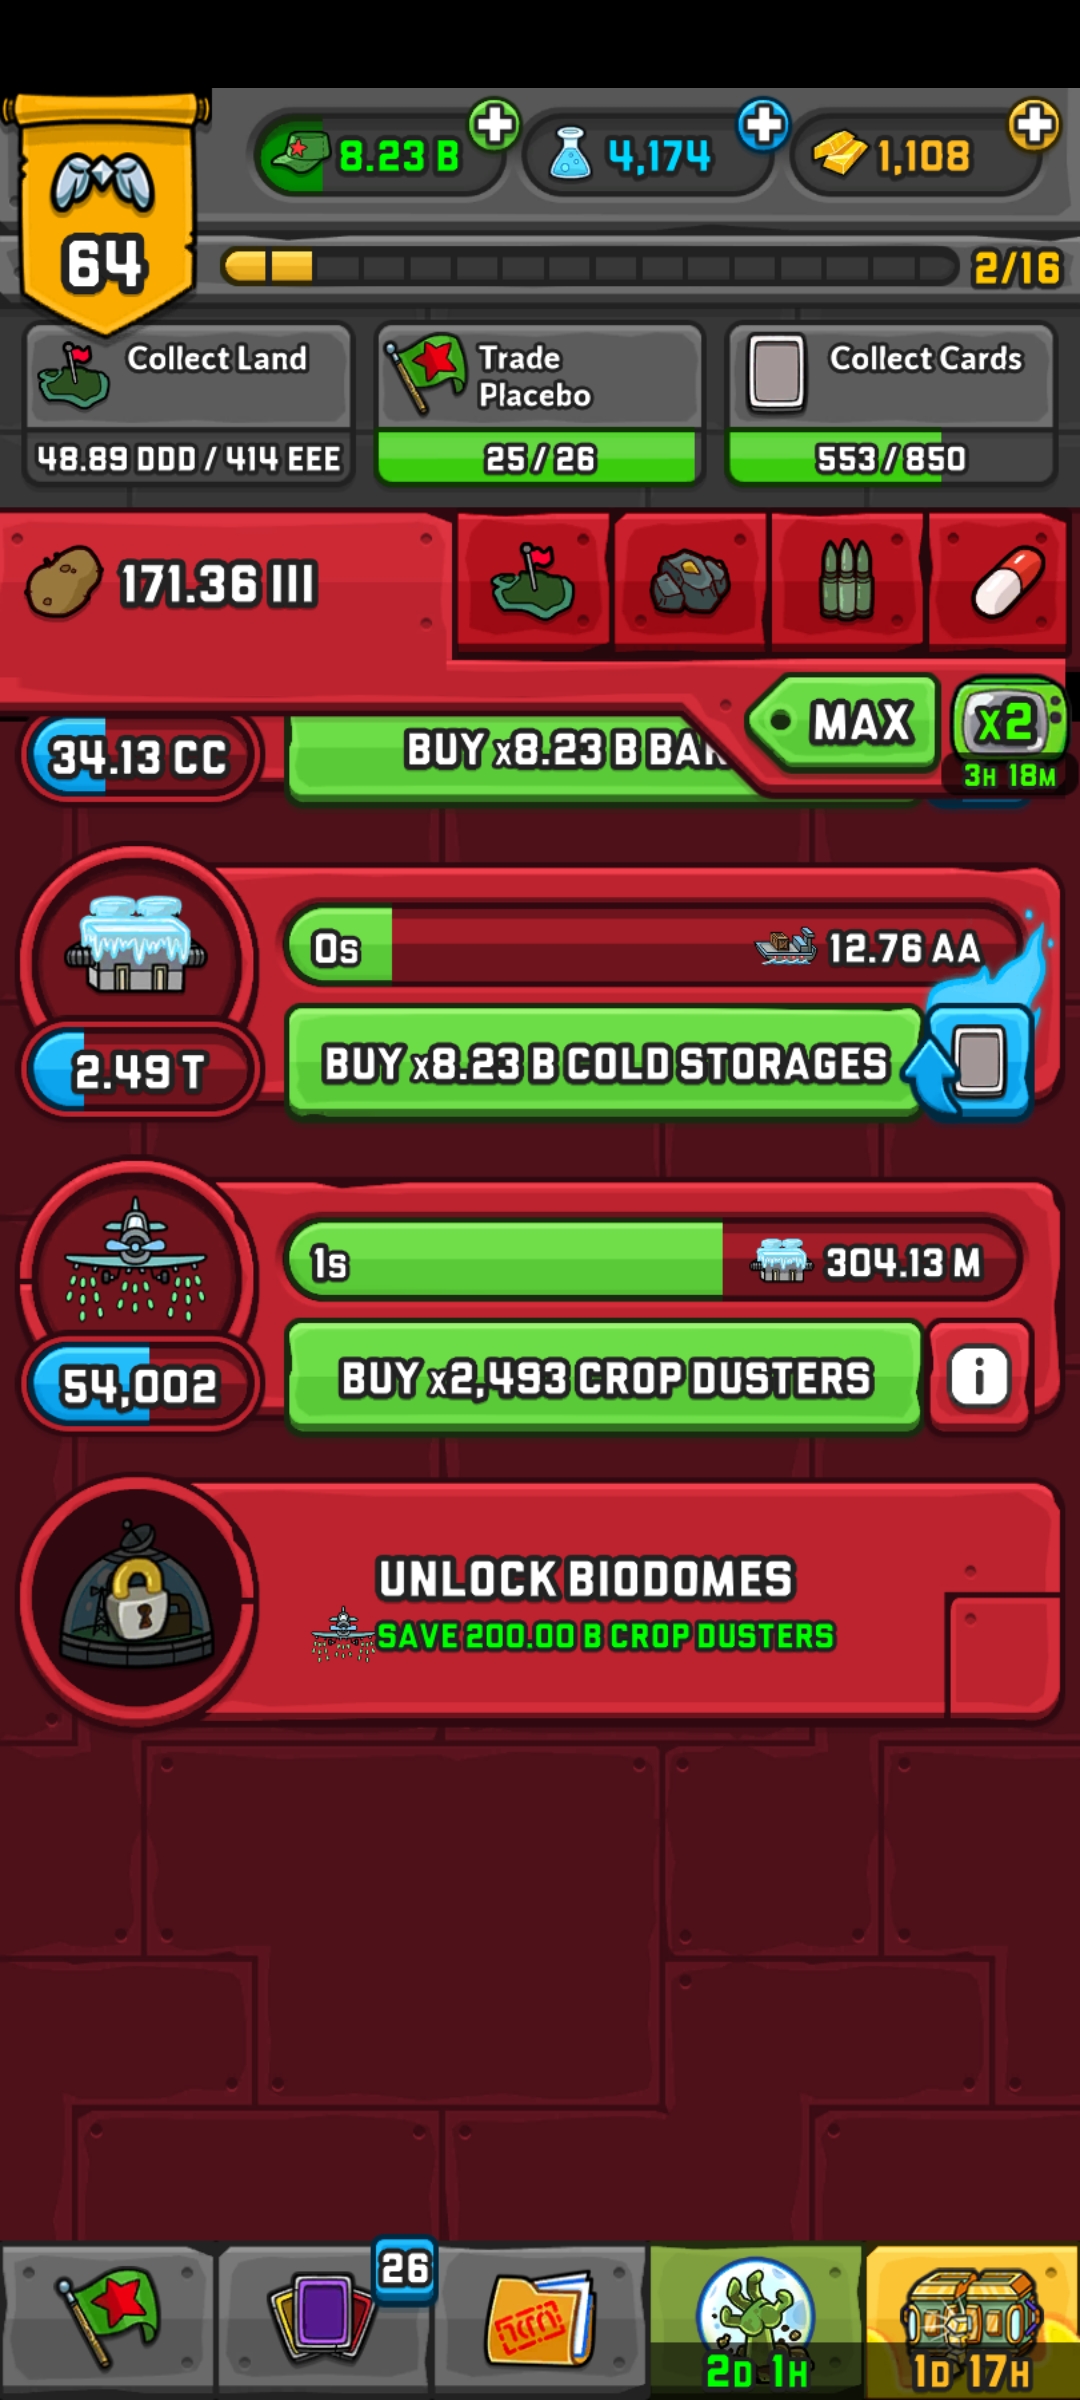 8.23 B
4,174
1,108
64
2/16
Collect Land
48.89 DDD / 414 EEE
Trade
Placebo
25 / 26
Collect Cards
553 / 850
171.36 III
MAX
x2
3H 18M
34.13 CC
BUY x8.23 B BAR
0s
12.76 AA
2.49 T
BUY x8.23 B COLD STORAGES
1s
304.13 M
54,002
BUY x2,493 CROP DUSTERS
i
UNLOCK BIODOMES
SAVE 200.00 B CROP DUSTERS
26
2D 1H
1D 17H